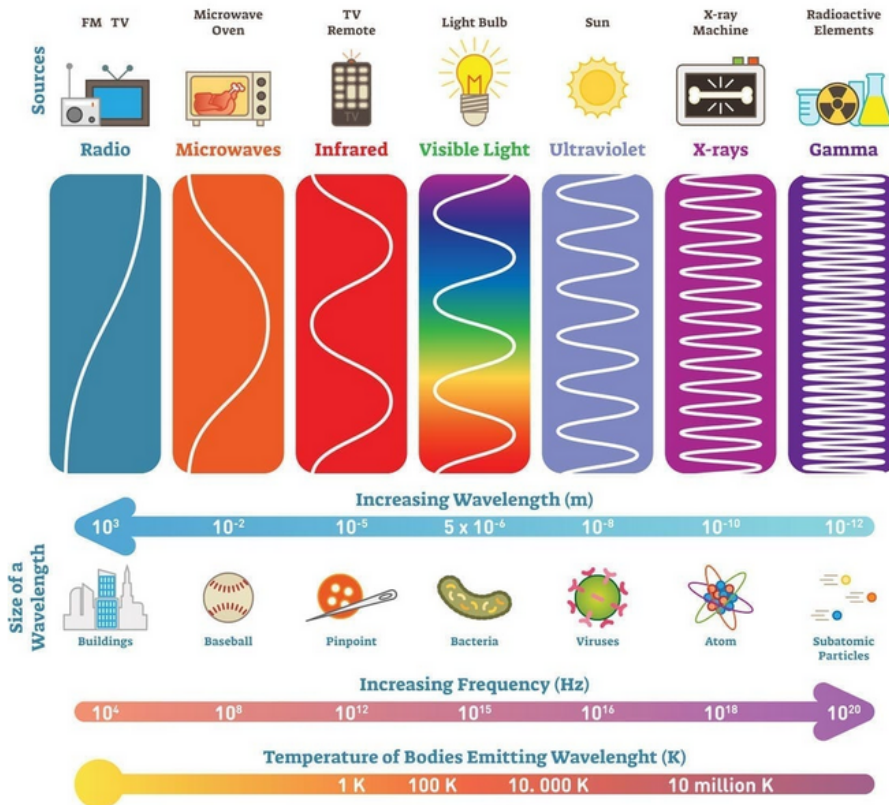 FM TV
Microwave
Oven
TV
Remote
Light Bulb
Sun
X-ray
Machine
Radioactive
Elements
Sources
TV
Radio
Microwaves
Infrared
Visible Light
Ultraviolet
X-rays
Gamma
Increasing Wavelength (m)
10³
10⁻²
10⁻⁵
5 x 10⁻⁶
10⁻⁸
10⁻¹⁰
10⁻¹²
Size of a
Wavelength
Buildings
Baseball
Pinpoint
Bacteria
Viruses
Atom
Subatomic
Particles
Increasing Frequency (Hz)
10⁴
10⁸
10¹²
10¹⁵
10¹⁶
10¹⁸
10²⁰
Temperature of Bodies Emitting Wavelenght (K)
1 K
100 K
10. 000 K
10 million K